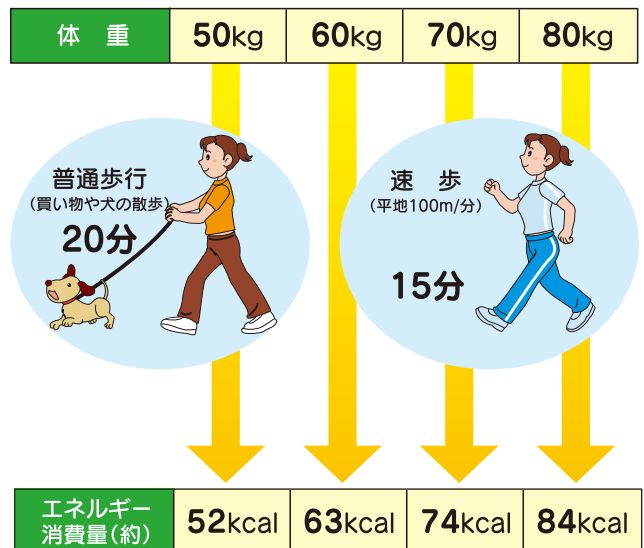 体 重 50kg 60kg 70kg 80kg
普通歩行
(買い物や犬の散歩)
20分
速 歩
(平地100m/分)
15分
エネルギー
消費量(約)
52kcal 63kcal 74kcal 84kcal